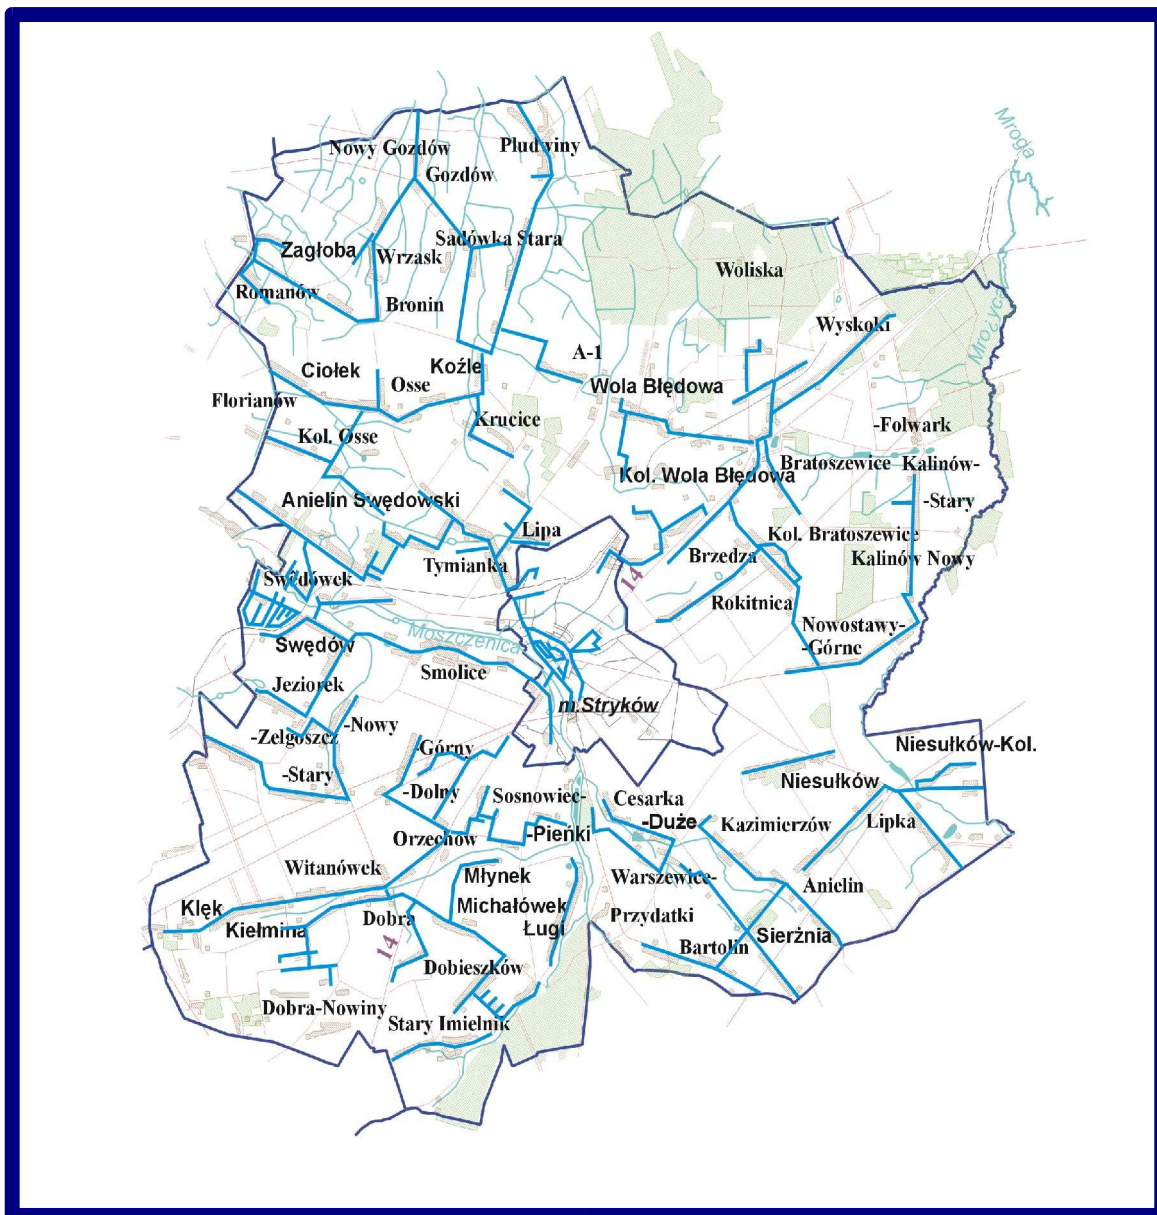 Mroga
Nowy Gozdów
Pludwiny
Gozdów
Zagłoba
Wrzask
Sadówka Stara
Woliska
Romanów
Bronin
Mrożyca
Wyskoki
A-1
Ciołek
Koźle
Osse
Wola Błędowa
Florianów
Krucice
-Folwark
Kol. Osse
Kol. Wola Błędowa
Bratoszewice
Kalinów-
Anielin Swędowski
-Stary
Lipa
Kol. Bratoszewice
Tymianka
Brzedza
Kalinów Nowy
Swędówek
14
Rokitnica
Nowostawy-
Moszczenica
-Górne
Swędów
Smolice
Jeziorek
m.Stryków
-Nowy
-Zelgoszcz
-Górny
Niesułków-Kol.
-Stary
Niesułków
-Dolny
Sosnowiec-
Cesarka
-Duże
Kazimierzów
Lipka
Orzechów
-Pieńki
Witanówek
Młynek
Warszewice-
Anielin
Klęk
Michałówek
Dobra
Przydatki
Kiełmina
Ługi
Sierżnia
14
Bartolin
Dobieszków
Dobra-Nowiny
Stary Imielnik